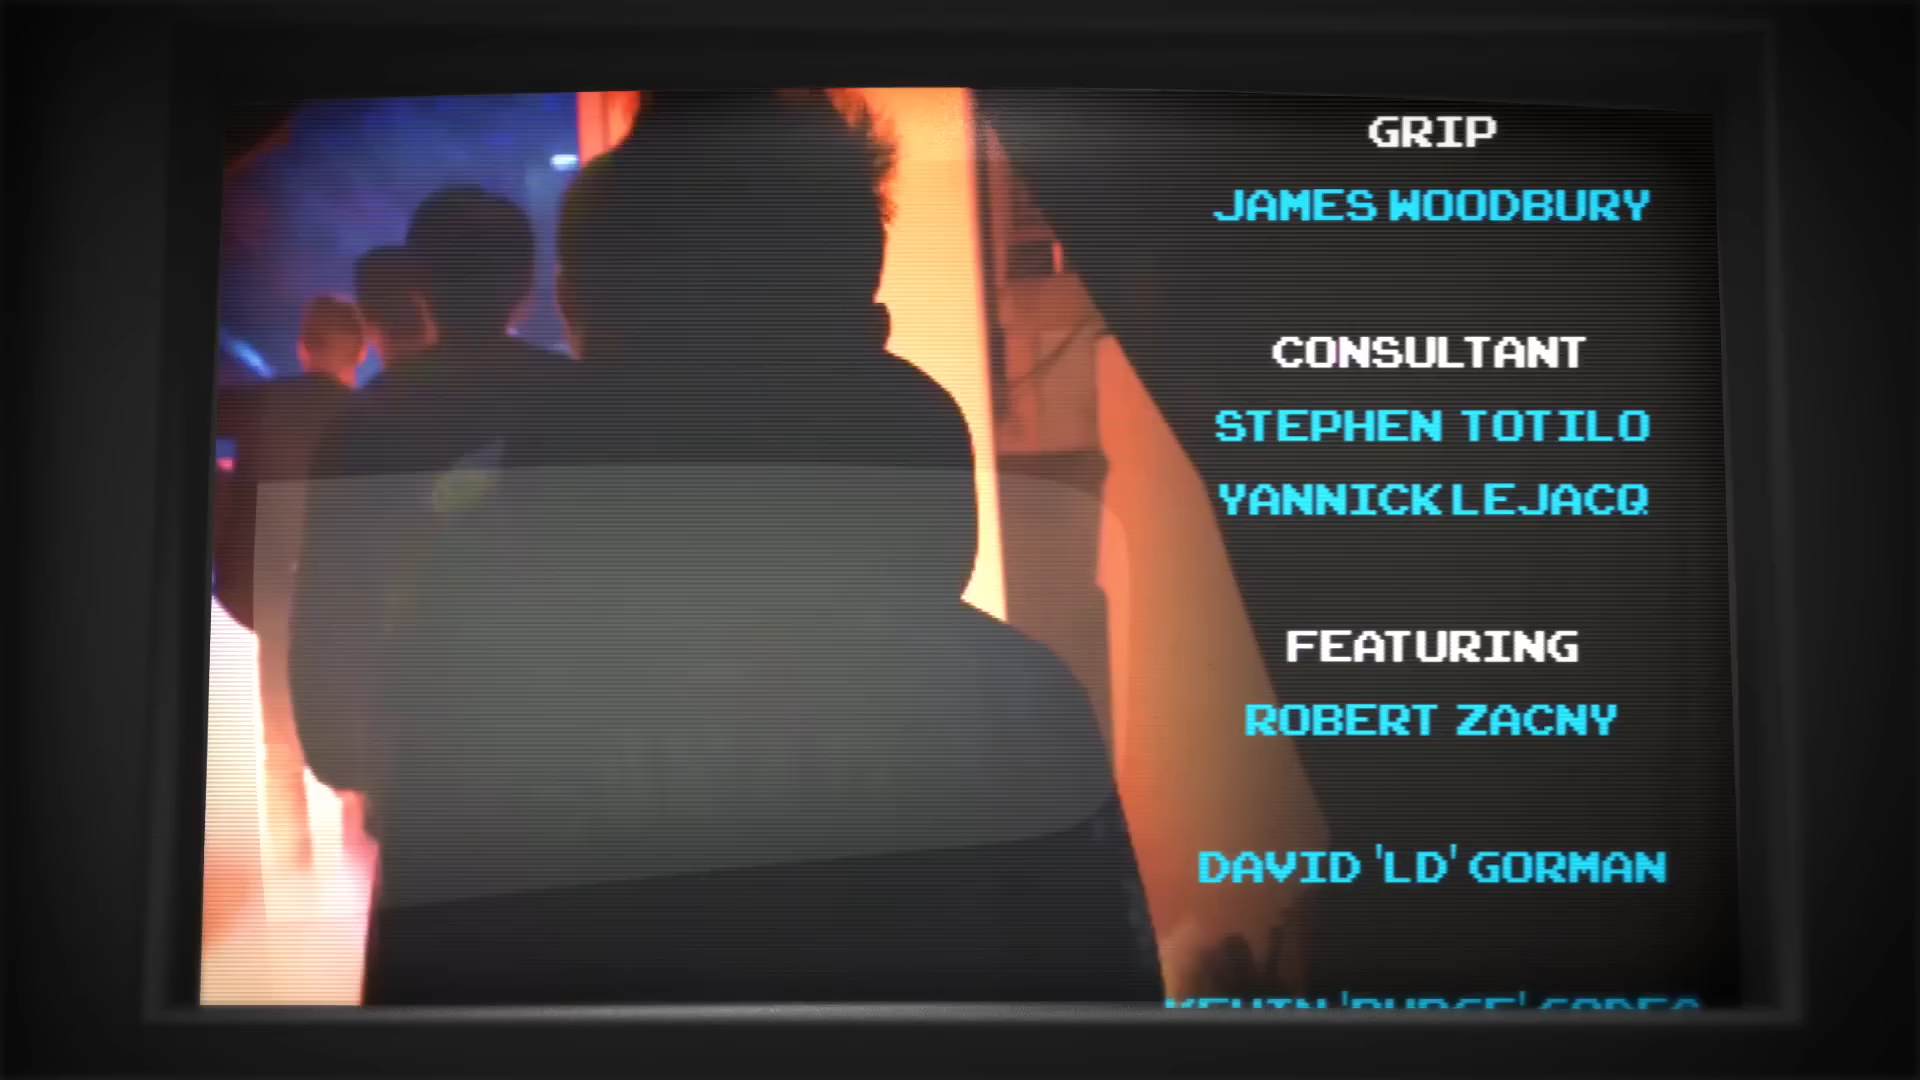 GRIP
JAMES WOODBURY
CONSULTANT
STEPHEN TOTILO
YANNICK LEJACQ
FEATURING
ROBERT ZACNY
DAVID 'LD' GORMAN